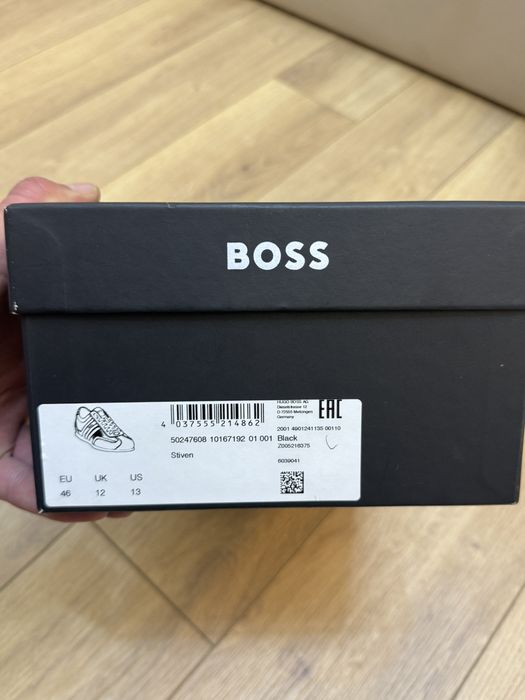 BOSS
4 037555 214862
HUGO BOSS AG
Dieselstrasse 12
D-72555 Metzingen
Germany
EAC
50247608 10167192 01 001 Black
2001 4901241135 00110
Z005216375
Stiven
6039041
EU UK US
46 12 13